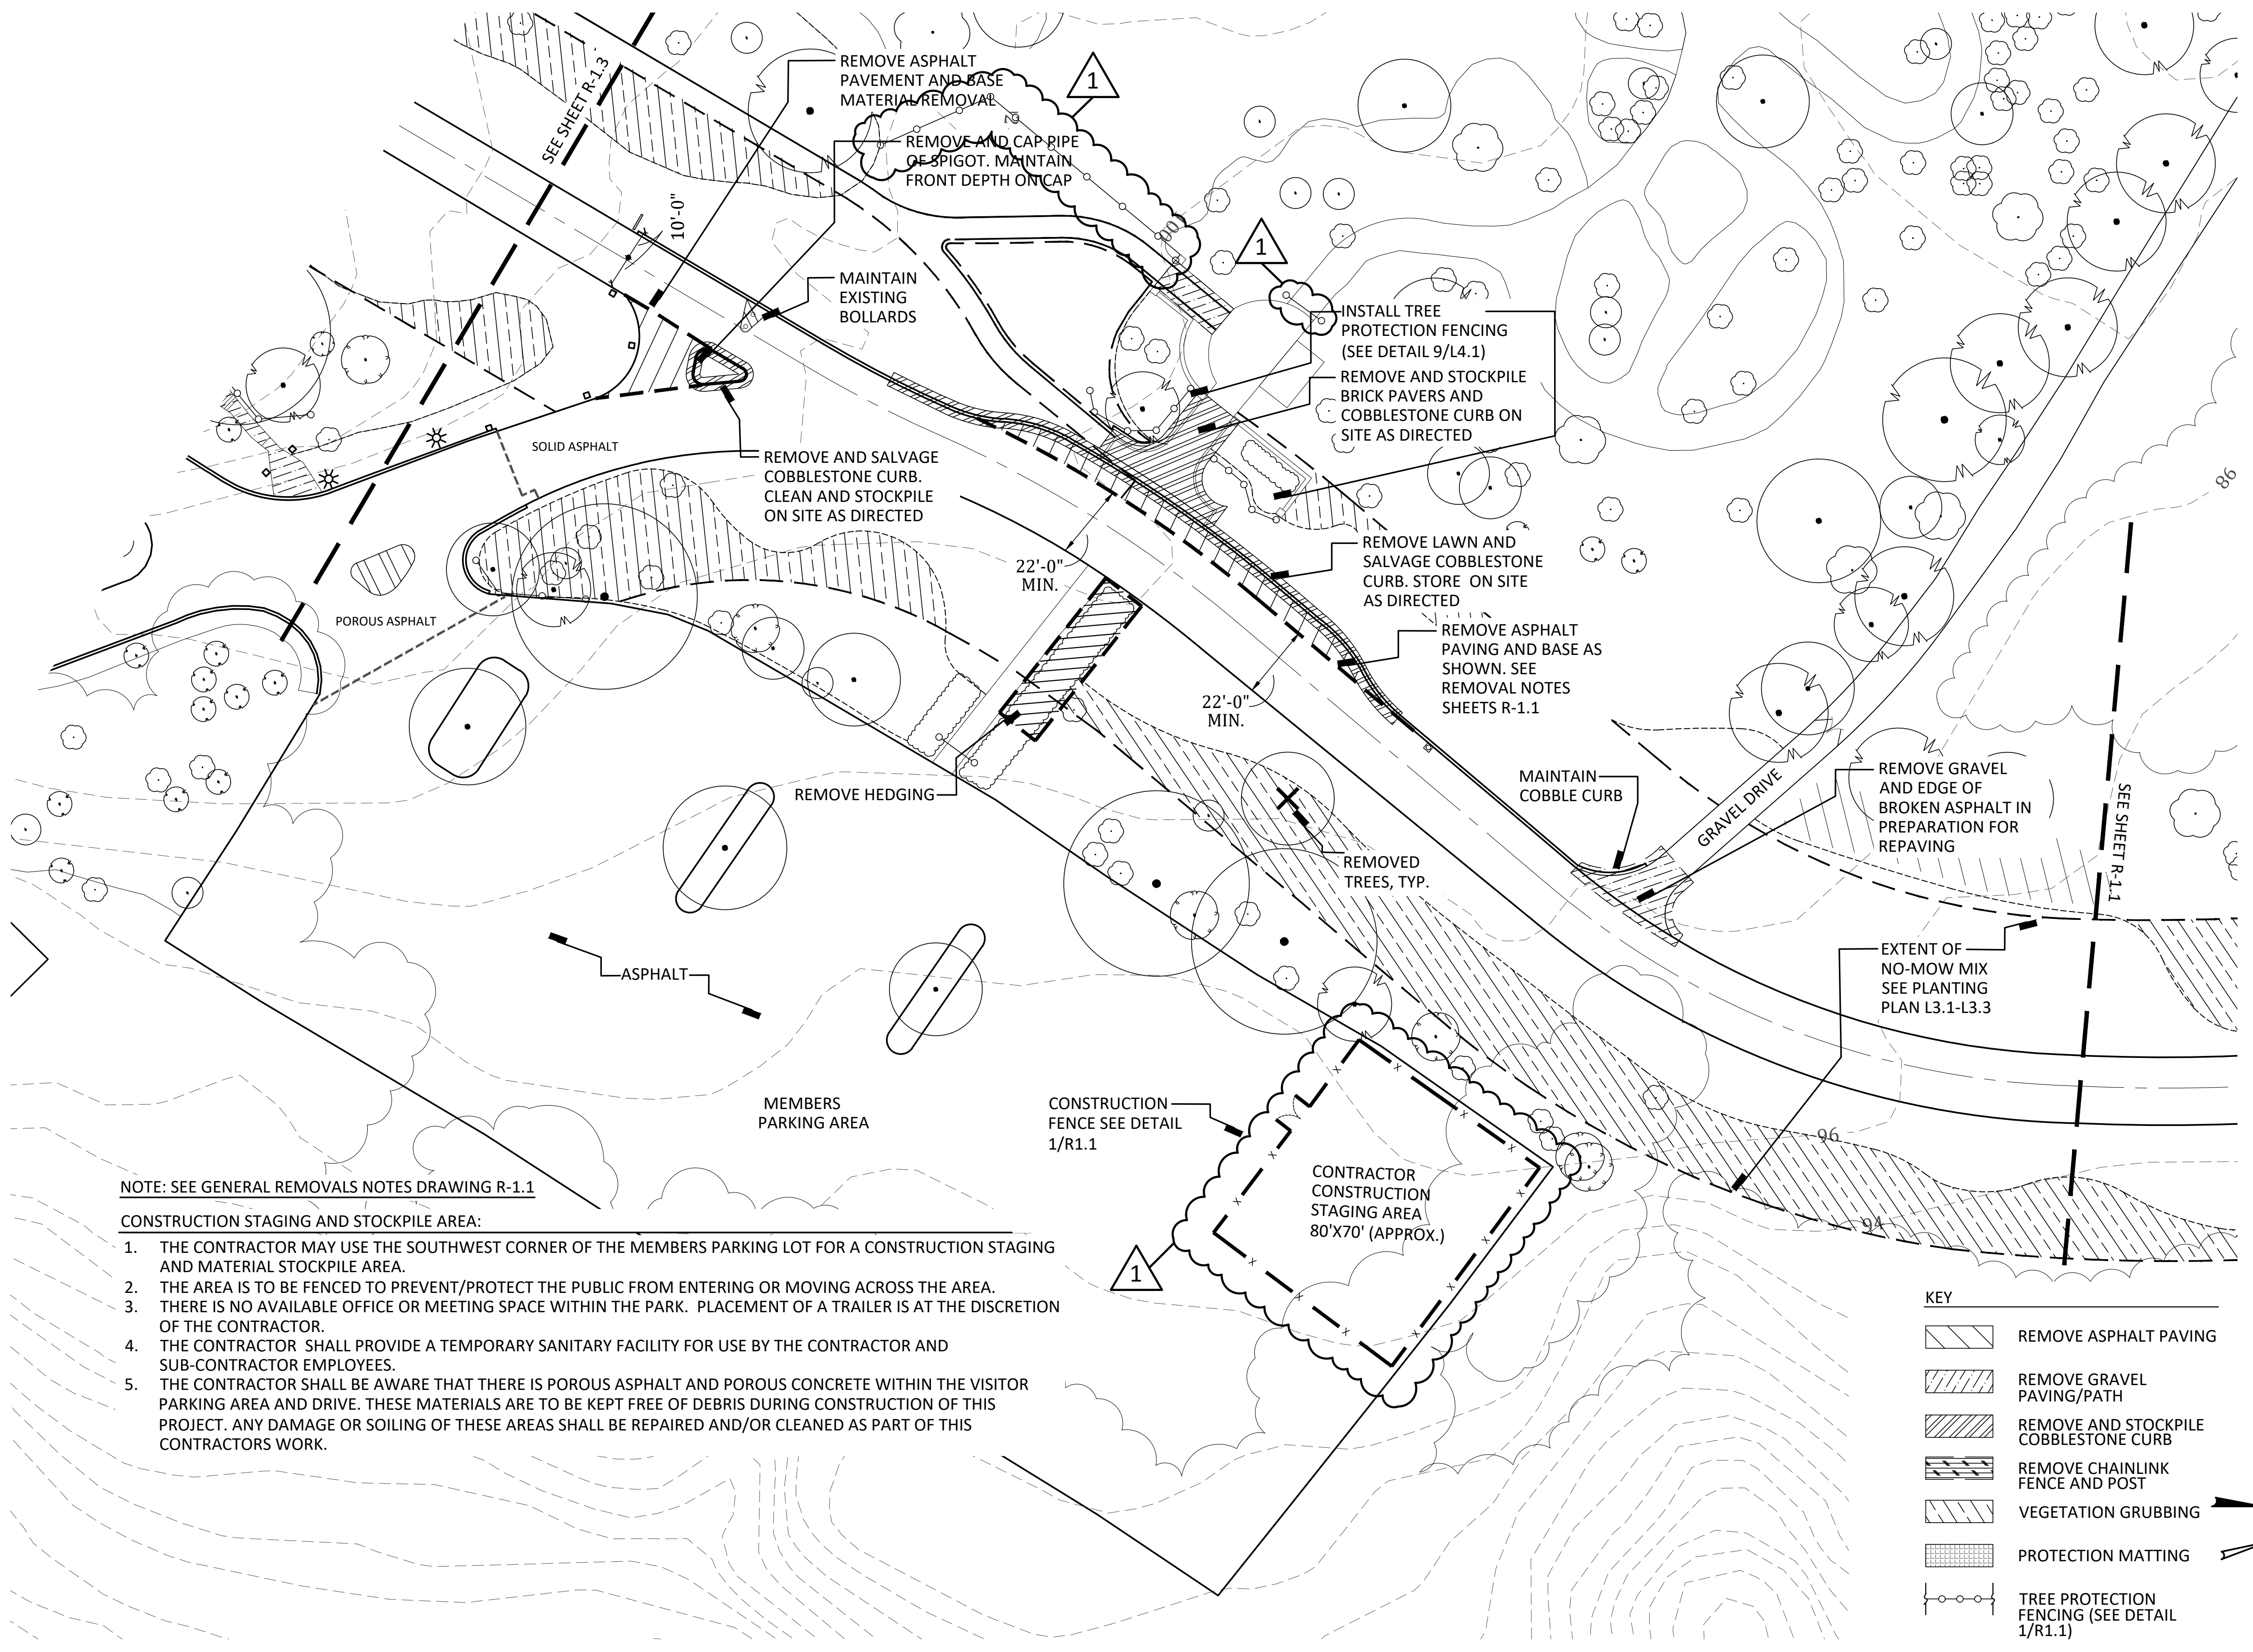 SEE SHEET R-1.3
REMOVE ASPHALT
PAVEMENT AND BASE
MATERIAL REMOVAL
1
REMOVE AND CAP PIPE
OF SPIGOT. MAINTAIN
FRONT DEPTH ON CAP
10'-0"
MAINTAIN
EXISTING
BOLLARDS
1
INSTALL TREE
PROTECTION FENCING
(SEE DETAIL 9/L4.1)
REMOVE AND STOCKPILE
BRICK PAVERS AND
COBBLESTONE CURB ON
SITE AS DIRECTED
SOLID ASPHALT
REMOVE AND SALVAGE
COBBLESTONE CURB.
CLEAN AND STOCKPILE
ON SITE AS DIRECTED
86
22'-0"
MIN.
REMOVE LAWN AND
SALVAGE COBBLESTONE
CURB. STORE ON SITE
AS DIRECTED
POROUS ASPHALT
REMOVE ASPHALT
PAVING AND BASE AS
SHOWN. SEE
REMOVAL NOTES
SHEETS R-1.1
22'-0"
MIN.
REMOVE HEDGING
MAINTAIN
COBBLE CURB
GRAVEL DRIVE
REMOVE GRAVEL
AND EDGE OF
BROKEN ASPHALT IN
PREPARATION FOR
REPAVING
SEE SHEET R-1.1
REMOVED
TREES, TYP.
ASPHALT
EXTENT OF
NO-MOW MIX
SEE PLANTING
PLAN L3.1-L3.3
MEMBERS
PARKING AREA
CONSTRUCTION
FENCE SEE DETAIL
1/R1.1
96
94
CONTRACTOR
CONSTRUCTION
STAGING AREA
80'X70' (APPROX.)
1
NOTE: SEE GENERAL REMOVALS NOTES DRAWING R-1.1
CONSTRUCTION STAGING AND STOCKPILE AREA:
1. THE CONTRACTOR MAY USE THE SOUTHWEST CORNER OF THE MEMBERS PARKING LOT FOR A CONSTRUCTION STAGING
AND MATERIAL STOCKPILE AREA.
2. THE AREA IS TO BE FENCED TO PREVENT/PROTECT THE PUBLIC FROM ENTERING OR MOVING ACROSS THE AREA.
3. THERE IS NO AVAILABLE OFFICE OR MEETING SPACE WITHIN THE PARK. PLACEMENT OF A TRAILER IS AT THE DISCRETION
OF THE CONTRACTOR.
4. THE CONTRACTOR SHALL PROVIDE A TEMPORARY SANITARY FACILITY FOR USE BY THE CONTRACTOR AND
SUB-CONTRACTOR EMPLOYEES.
5. THE CONTRACTOR SHALL BE AWARE THAT THERE IS POROUS ASPHALT AND POROUS CONCRETE WITHIN THE VISITOR
PARKING AREA AND DRIVE. THESE MATERIALS ARE TO BE KEPT FREE OF DEBRIS DURING CONSTRUCTION OF THIS
PROJECT. ANY DAMAGE OR SOILING OF THESE AREAS SHALL BE REPAIRED AND/OR CLEANED AS PART OF THIS
CONTRACTORS WORK.
KEY
REMOVE ASPHALT PAVING
REMOVE GRAVEL
PAVING/PATH
REMOVE AND STOCKPILE
COBBLESTONE CURB
REMOVE CHAINLINK
FENCE AND POST
VEGETATION GRUBBING
PROTECTION MATTING
TREE PROTECTION
FENCING (SEE DETAIL
1/R1.1)